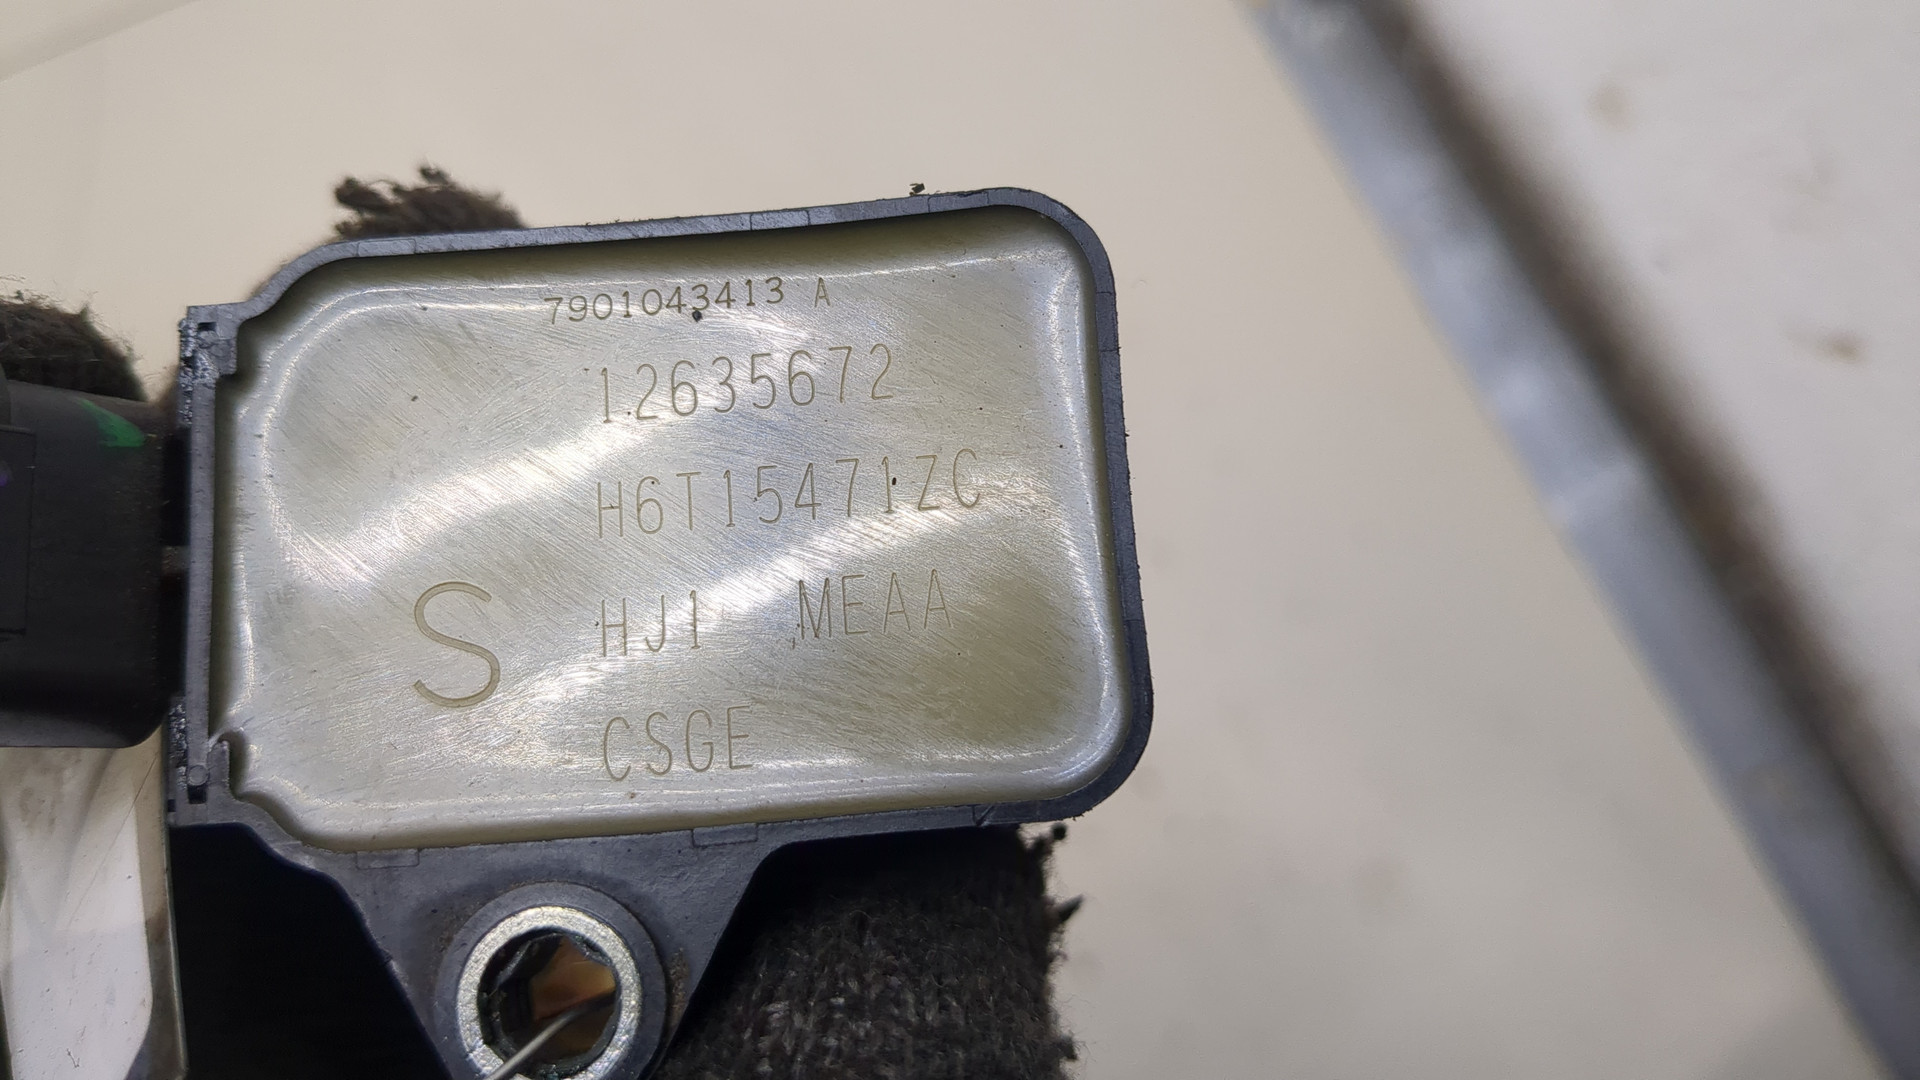 7901043413 A
12635672
H6T15471ZC
S HJ1 MEAA
CSGE